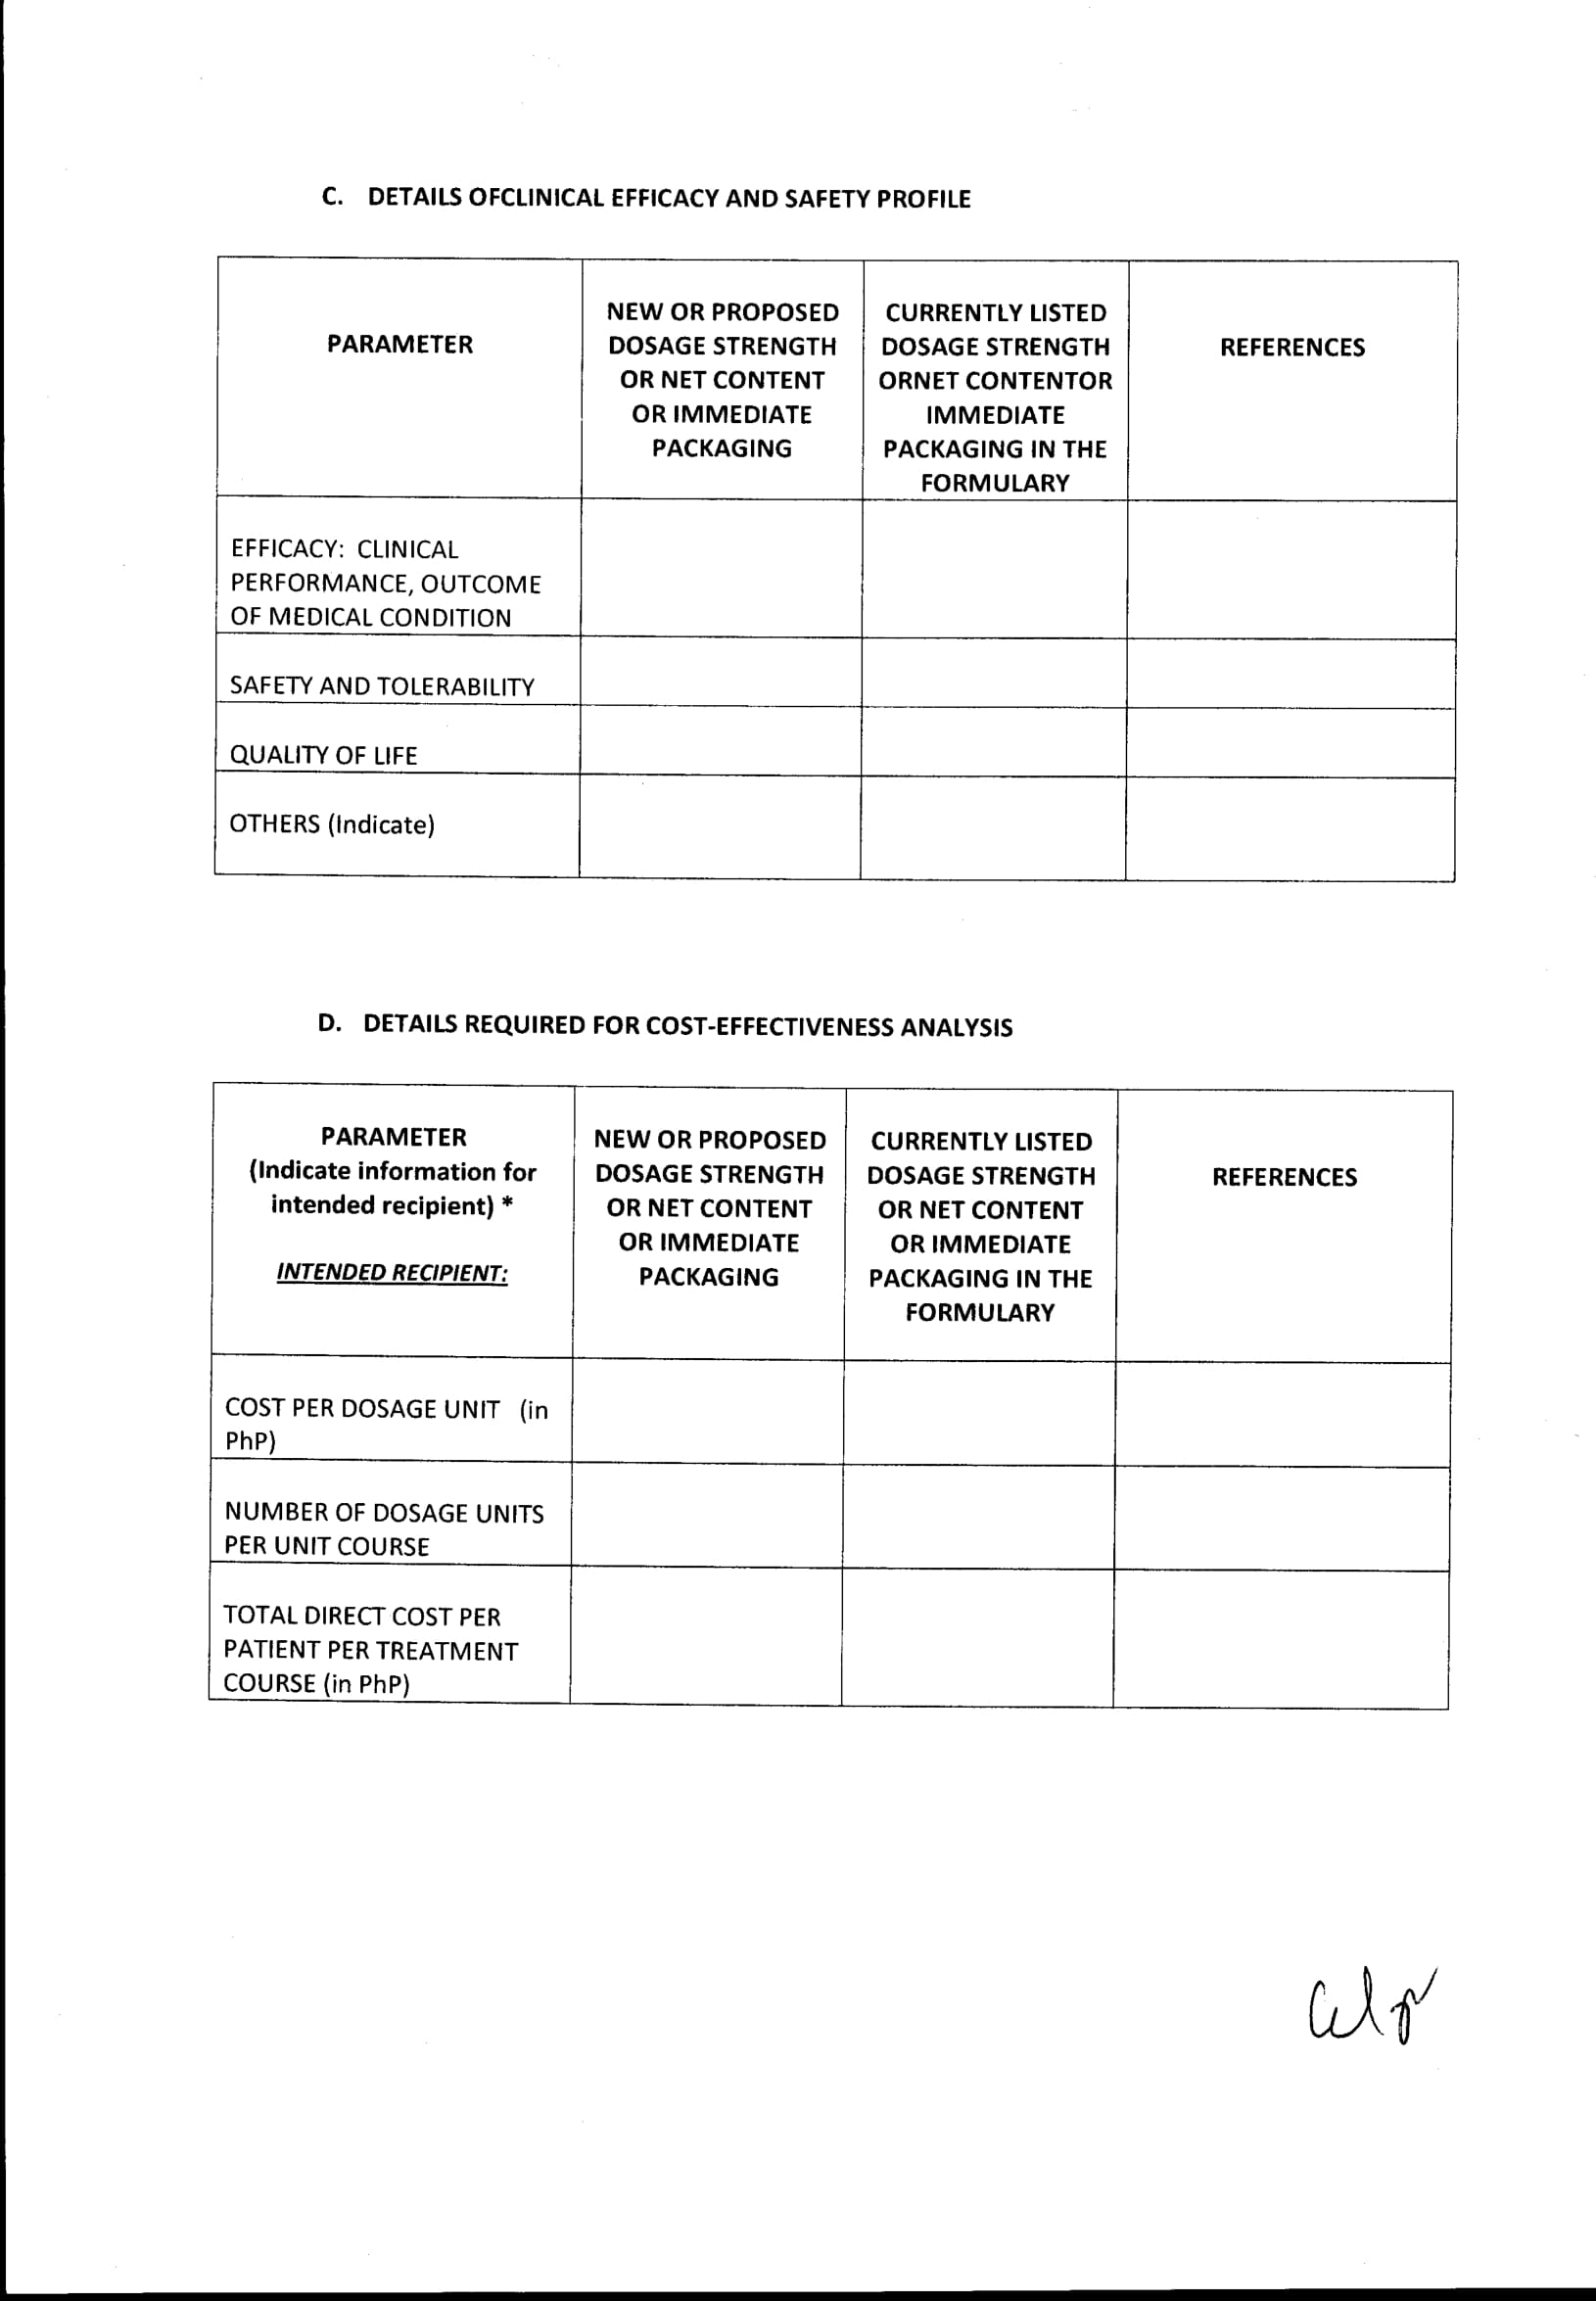 C. DETAILS OFCLINICAL EFFICACY AND SAFETY PROFILE
PARAMETER
NEW OR PROPOSED
DOSAGE STRENGTH
OR NET CONTENT
OR IMMEDIATE
PACKAGING
CURRENTLY LISTED
DOSAGE STRENGTH
ORNET CONTENTOR
IMMEDIATE
PACKAGING IN THE
FORMULARY
REFERENCES
EFFICACY: CLINICAL
PERFORMANCE, OUTCOME
OF MEDICAL CONDITION
SAFETY AND TOLERABILITY
QUALITY OF LIFE
OTHERS (Indicate)
D. DETAILS REQUIRED FOR COST-EFFECTIVENESS ANALYSIS
PARAMETER
(Indicate information for
intended recipient) *
INTENDED RECIPIENT:
NEW OR PROPOSED
DOSAGE STRENGTH
OR NET CONTENT
OR IMMEDIATE
PACKAGING
CURRENTLY LISTED
DOSAGE STRENGTH
OR NET CONTENT
OR IMMEDIATE
PACKAGING IN THE
FORMULARY
REFERENCES
COST PER DOSAGE UNIT (in
PhP)
NUMBER OF DOSAGE UNITS
PER UNIT COURSE
TOTAL DIRECT COST PER
PATIENT PER TREATMENT
COURSE (in PhP)